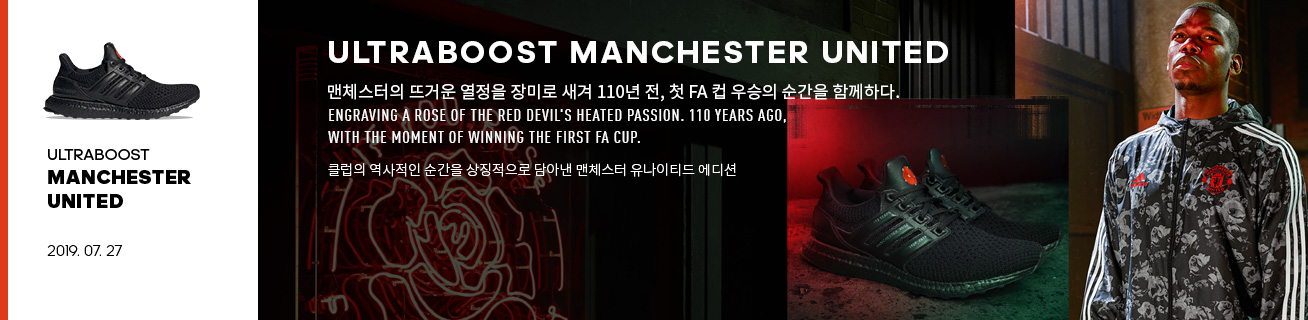 ULTRABOOST
MANCHESTER
UNITED
2019. 07. 27
ULTRABOOST MANCHESTER UNITED
맨체스터의 뜨거운 열정을 장미로 새겨 110년 전, 첫 FA 컵 우승의 순간을 함께하다.
ENGRAVING A ROSE OF THE RED DEVIL'S HEATED PASSION. 110 YEARS AGO,
WITH THE MOMENT OF WINNING THE FIRST FA CUP.
클럽의 역사적인 순간을 상징적으로 담아낸 맨체스터 유나이티드 에디션